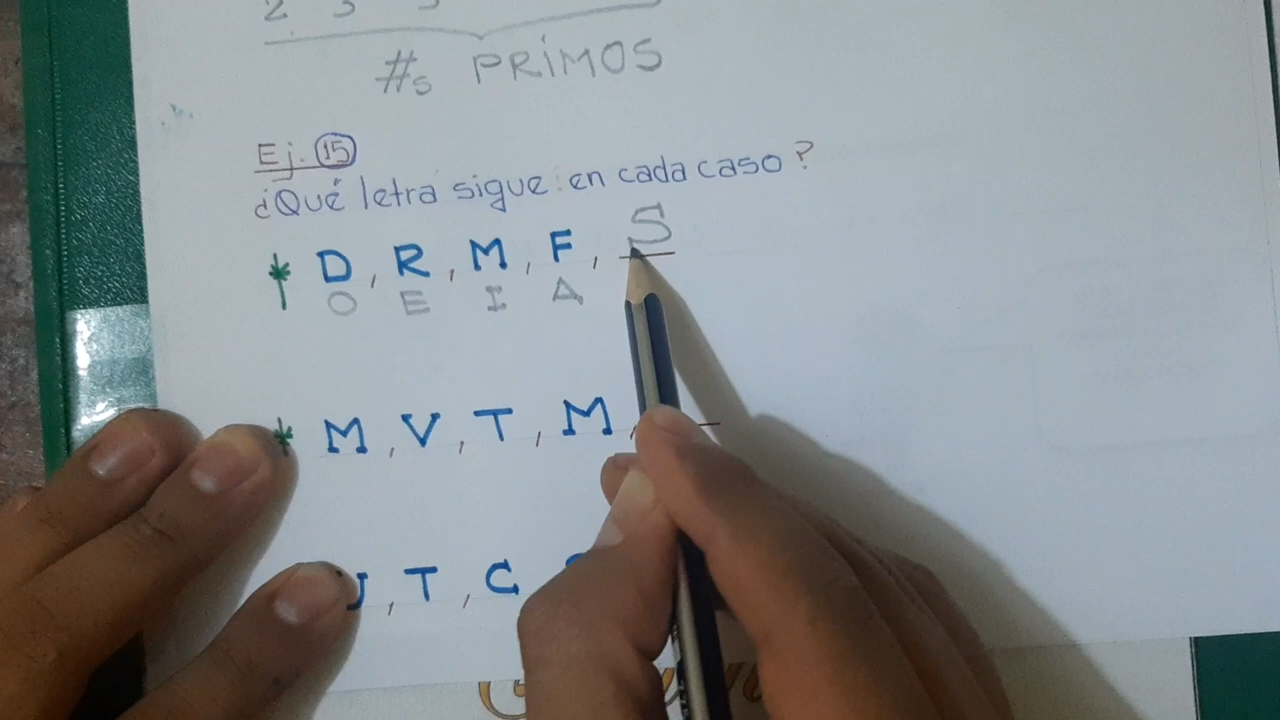 2 3 5
#s PRIMOS
Ej. 15
¿Qué letra sigue en cada caso?
* D, R, M, F, S
O E I A
* M, V, T, M,
U, T, C